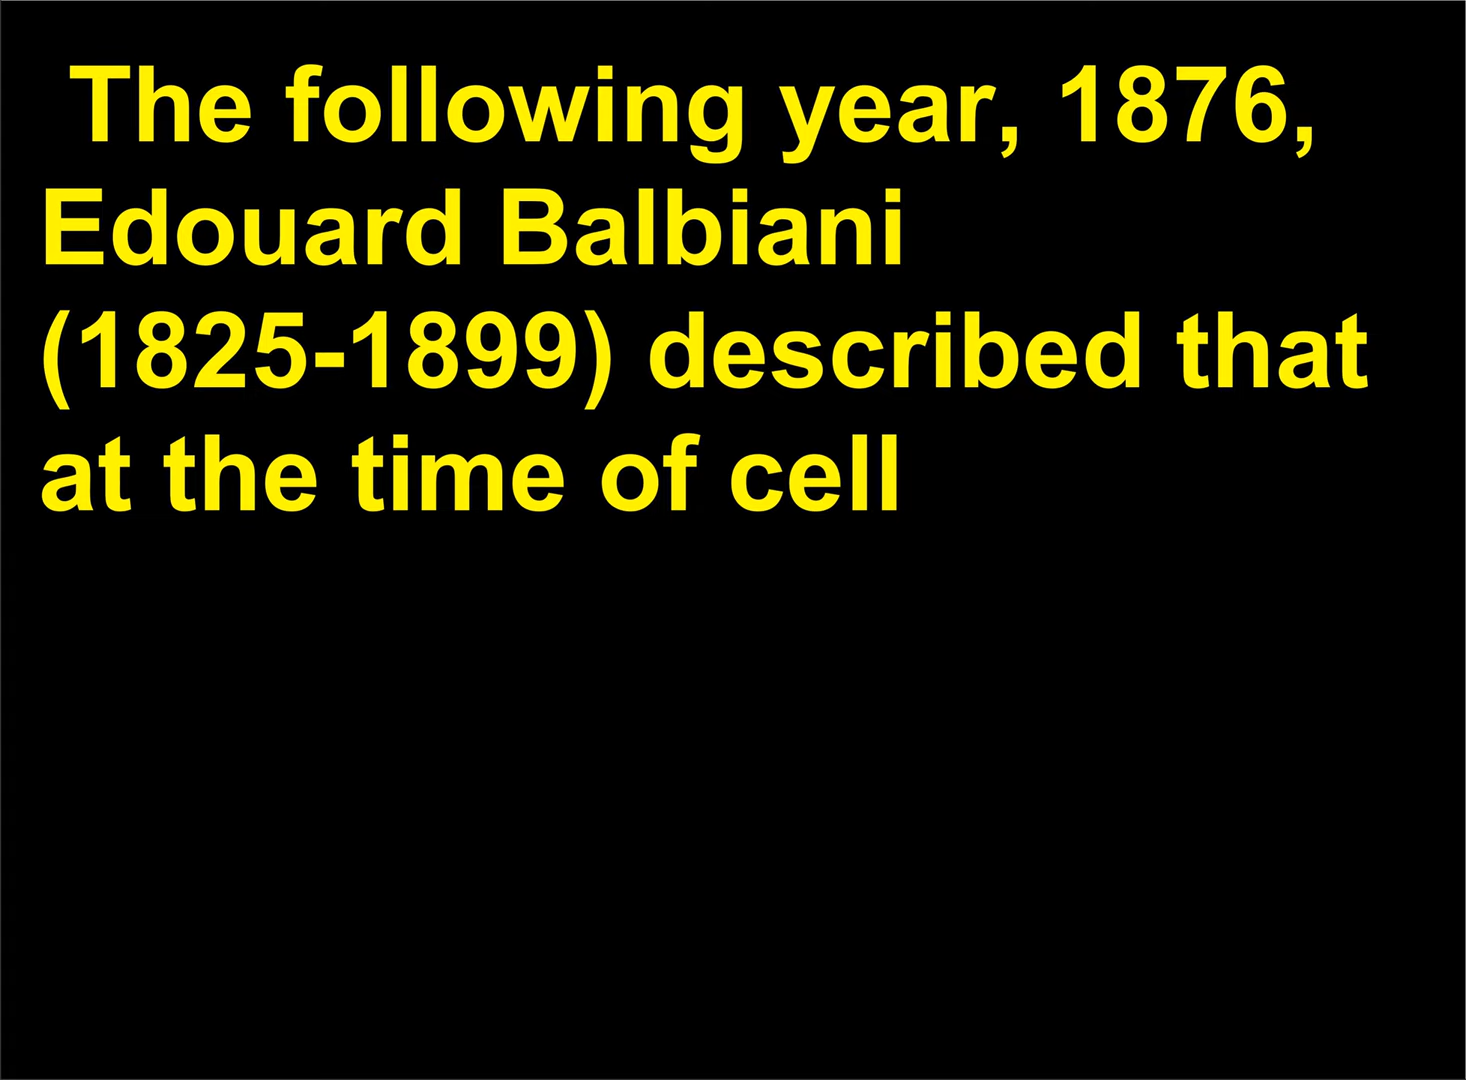 The following year, 1876,
Edouard Balbiani
(1825-1899) described that
at the time of cell